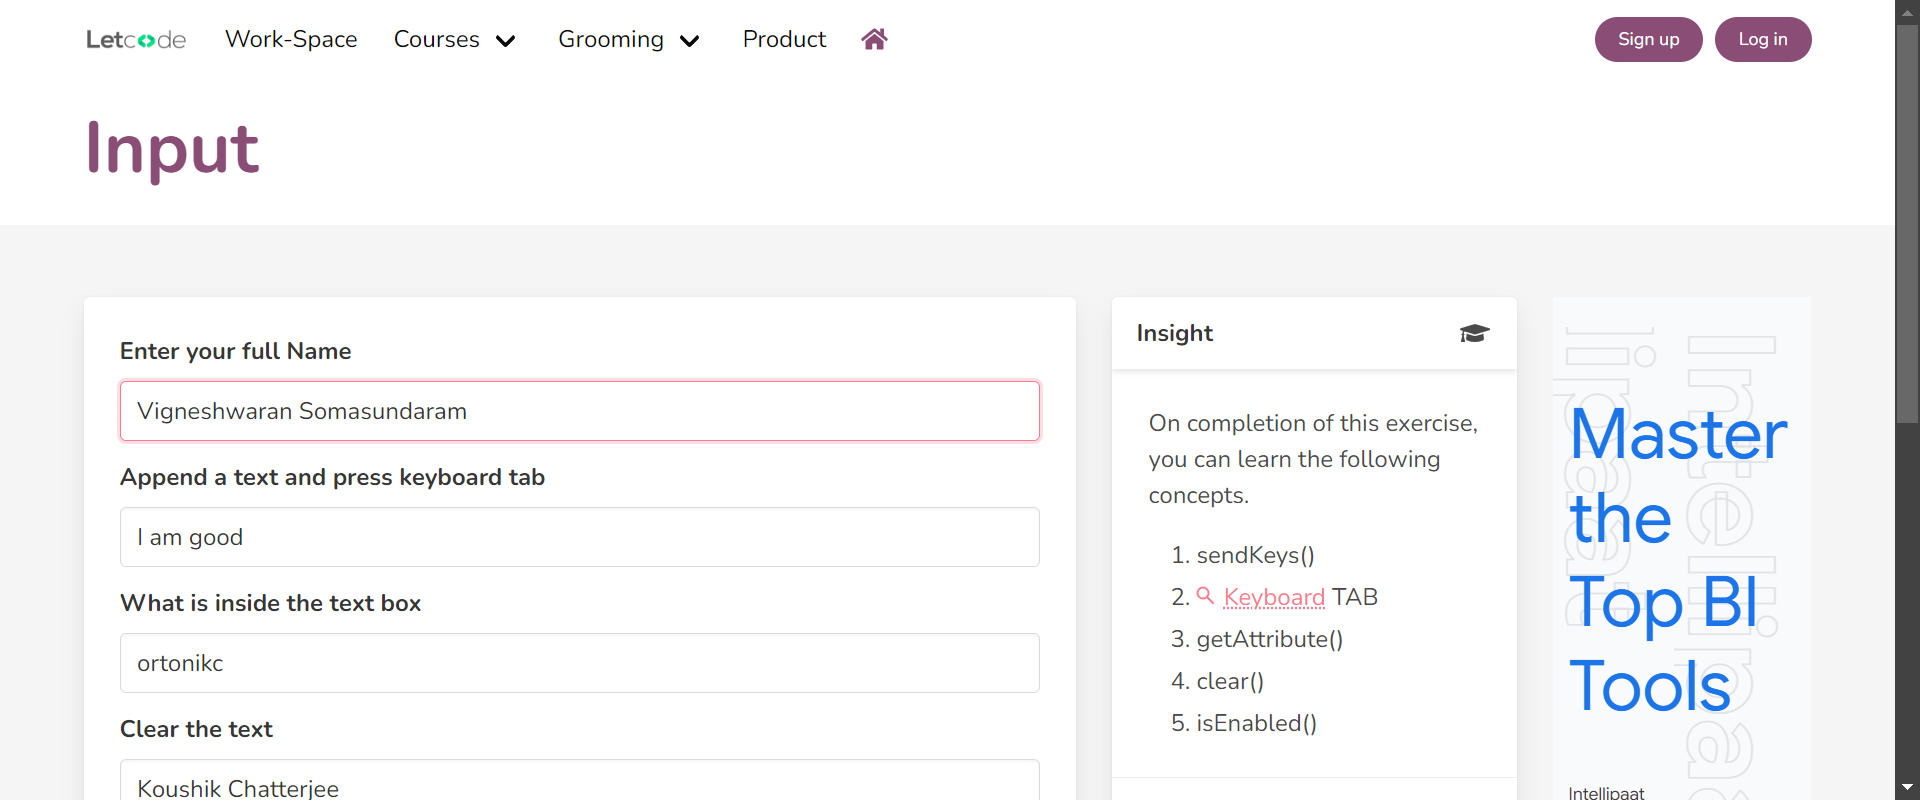 Letcode Work-Space Courses Grooming Product Sign up Log in
Input
Enter your full Name
Vigneshwaran Somasundaram
Append a text and press keyboard tab
I am good
What is inside the text box
ortonikc
Clear the text
Koushik Chatterjee
Insight
On completion of this exercise,
you can learn the following
concepts.
1. sendKeys()
2. Keyboard TAB
3. getAttribute()
4. clear()
5. isEnabled()
Master
the
Top BI
Tools
Intellipaat